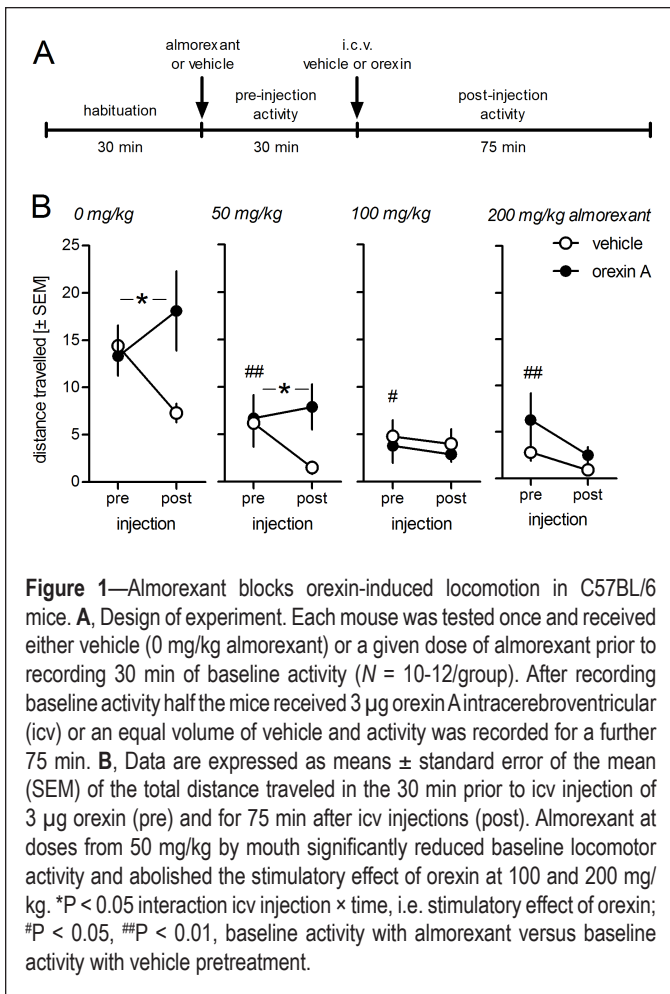 A
almorexant
or vehicle
i.c.v.
vehicle or orexin
habituation
pre-injection
activity
post-injection
activity
30 min
30 min
75 min
B
0 mg/kg
50 mg/kg
100 mg/kg
200 mg/kg almorexant
vehicle
orexin A
distance travelled [± SEM]
25
20
15
10
5
0
*
##
*
#
##
pre post
pre post
pre post
pre post
injection
injection
injection
injection
Figure 1—Almorexant blocks orexin-induced locomotion in C57BL/6
mice. A, Design of experiment. Each mouse was tested once and received
either vehicle (0 mg/kg almorexant) or a given dose of almorexant prior to
recording 30 min of baseline activity (N = 10-12/group). After recording
baseline activity half the mice received 3 µg orexin A intracerebroventricular
(icv) or an equal volume of vehicle and activity was recorded for a further
75 min. B, Data are expressed as means ± standard error of the mean
(SEM) of the total distance traveled in the 30 min prior to icv injection of
3 µg orexin (pre) and for 75 min after icv injections (post). Almorexant at
doses from 50 mg/kg by mouth significantly reduced baseline locomotor
activity and abolished the stimulatory effect of orexin at 100 and 200 mg/
kg. *P < 0.05 interaction icv injection × time, i.e. stimulatory effect of orexin;
#P < 0.05, ##P < 0.01, baseline activity with almorexant versus baseline
activity with vehicle pretreatment.